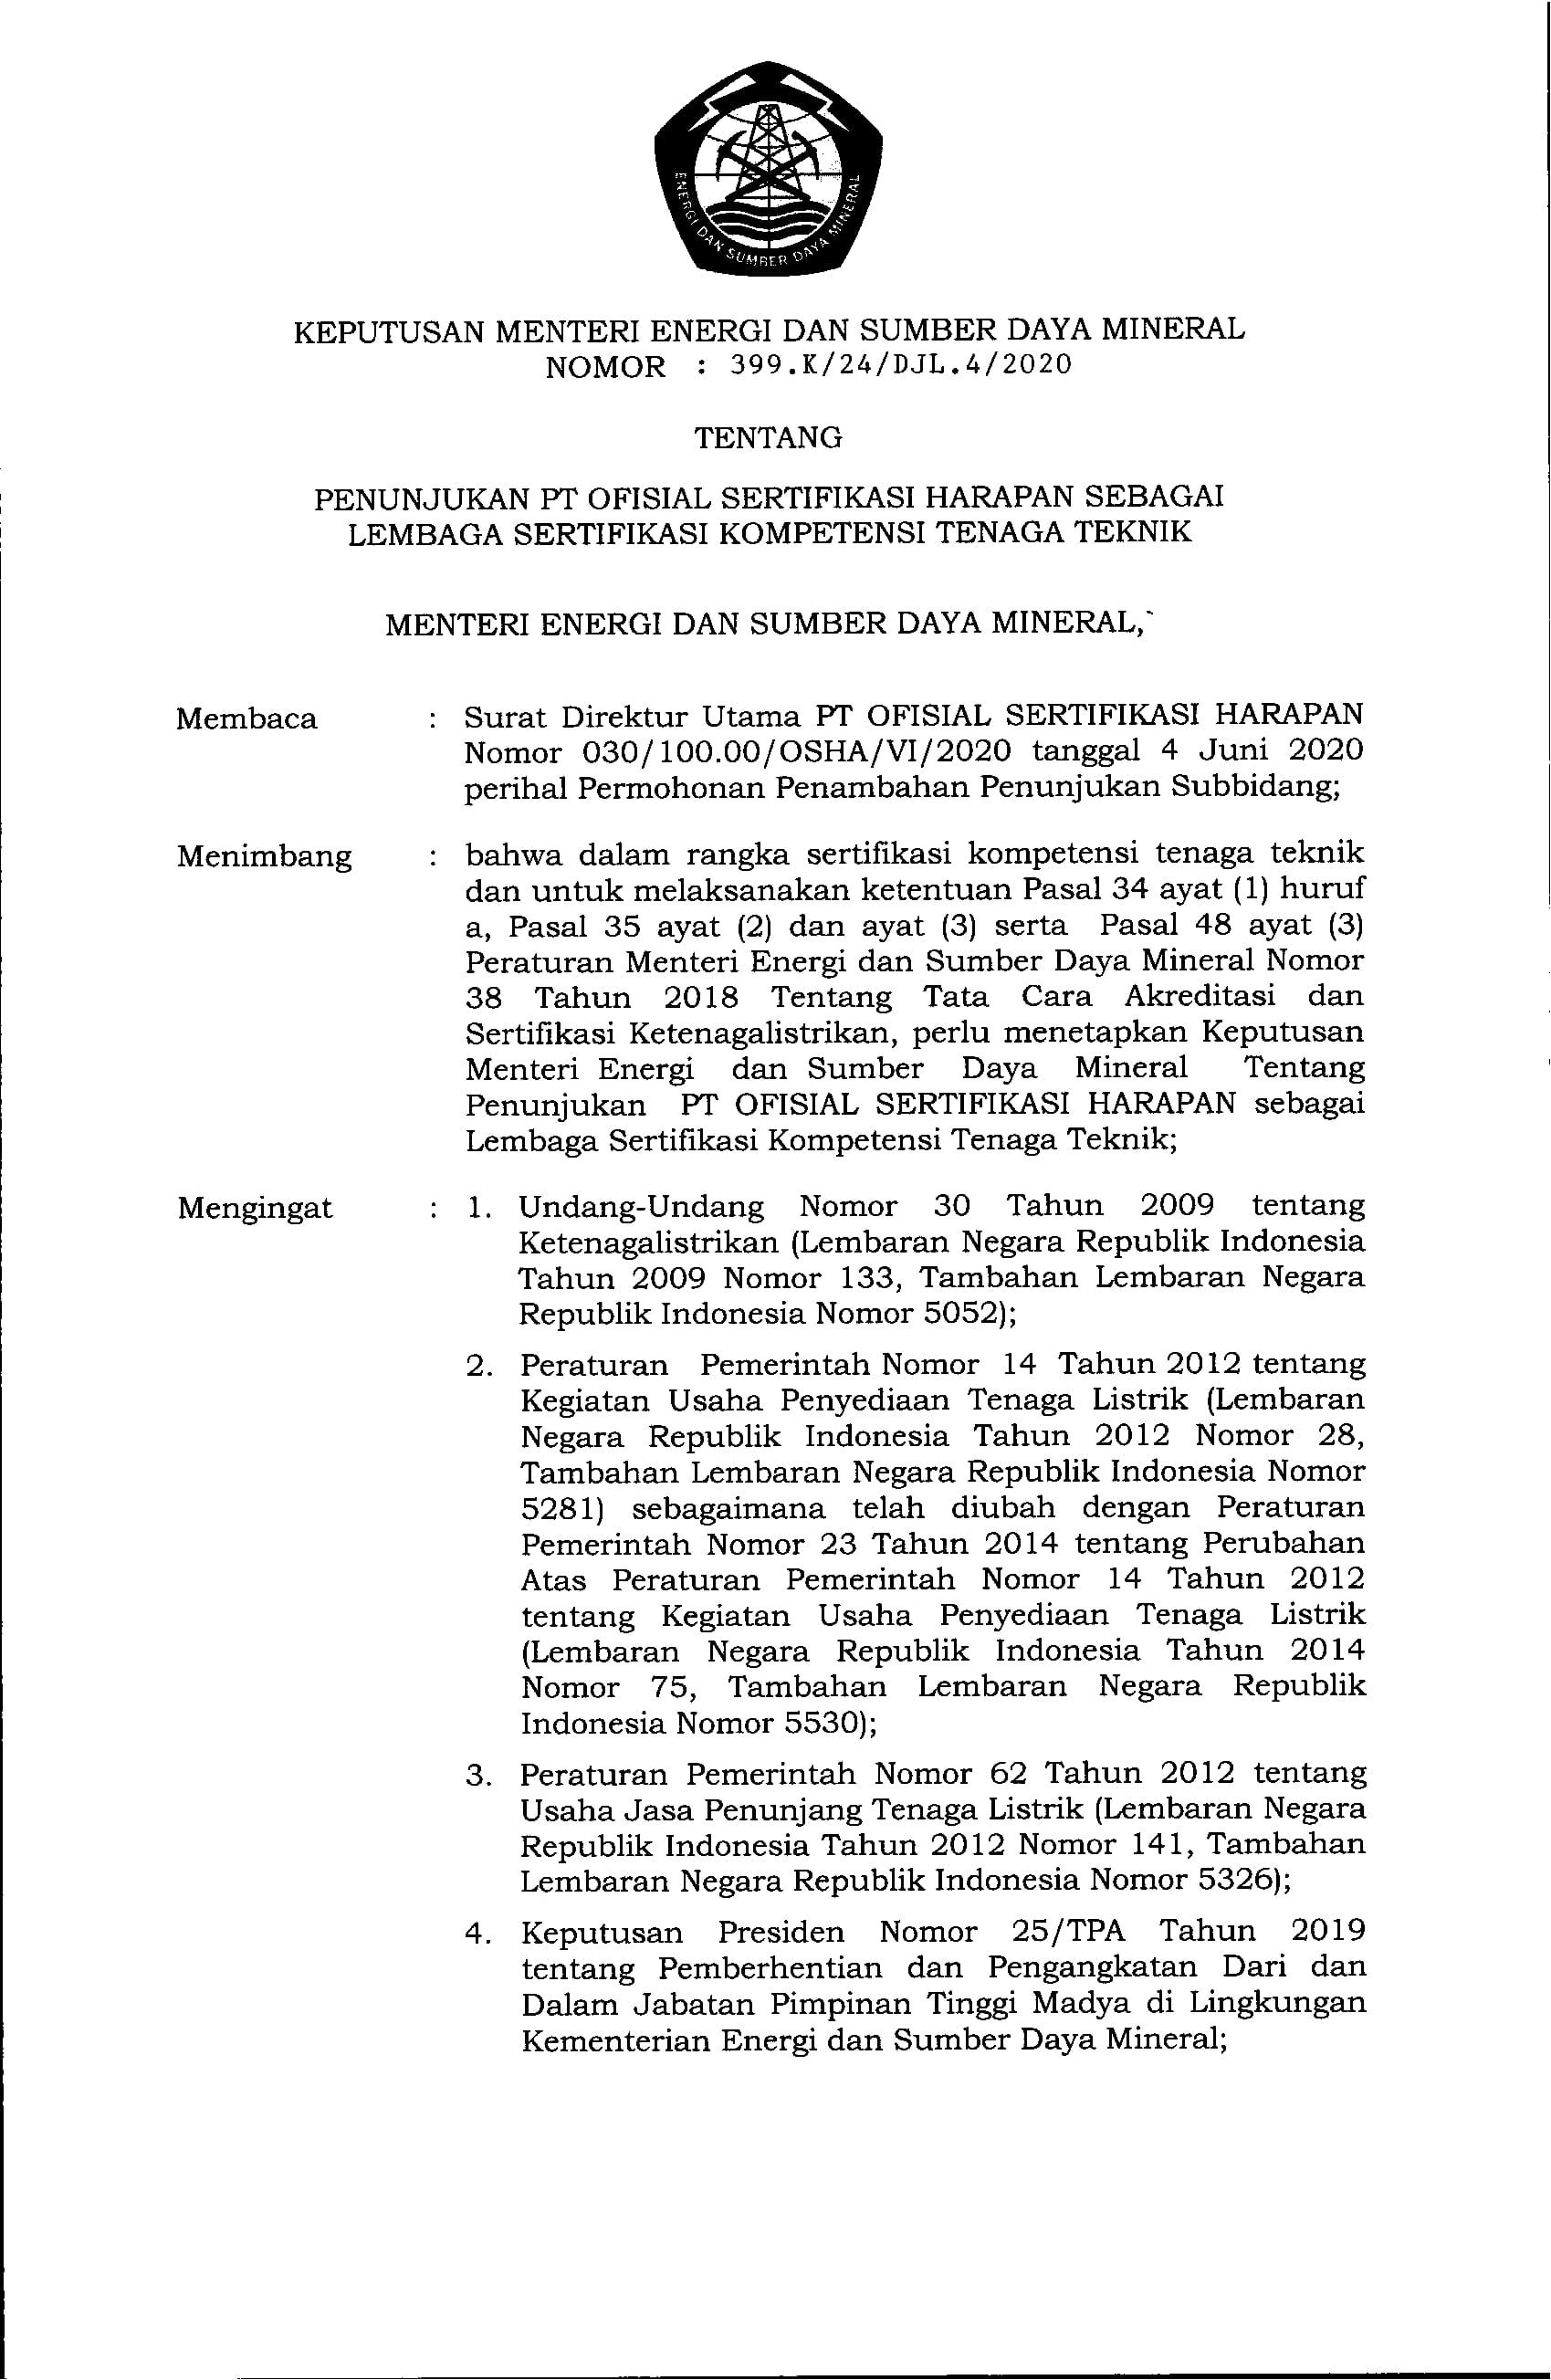 ENERGI DAN SUMBER DAYA MINERAL
KEPUTUSAN MENTERI ENERGI DAN SUMBER DAYA MINERAL
NOMOR : 399.K/24/DJL.4/2020
TENTANG
PENUNJUKAN PT OFISIAL SERTIFIKASI HARAPAN SEBAGAI
LEMBAGA SERTIFIKASI KOMPETENSI TENAGA TEKNIK
MENTERI ENERGI DAN SUMBER DAYA MINERAL,
Membaca : Surat Direktur Utama PT OFISIAL SERTIFIKASI HARAPAN
Nomor 030/100.00/OSHA/VI/2020 tanggal 4 Juni 2020
perihal Permohonan Penambahan Penunjukan Subbidang;
Menimbang : bahwa dalam rangka sertifikasi kompetensi tenaga teknik
dan untuk melaksanakan ketentuan Pasal 34 ayat (1) huruf
a, Pasal 35 ayat (2) dan ayat (3) serta Pasal 48 ayat (3)
Peraturan Menteri Energi dan Sumber Daya Mineral Nomor
38 Tahun 2018 Tentang Tata Cara Akreditasi dan
Sertifikasi Ketenagalistrikan, perlu menetapkan Keputusan
Menteri Energi dan Sumber Daya Mineral Tentang
Penunjukan PT OFISIAL SERTIFIKASI HARAPAN sebagai
Lembaga Sertifikasi Kompetensi Tenaga Teknik;
Mengingat : 1. Undang-Undang Nomor 30 Tahun 2009 tentang
Ketenagalistrikan (Lembaran Negara Republik Indonesia
Tahun 2009 Nomor 133, Tambahan Lembaran Negara
Republik Indonesia Nomor 5052);
2. Peraturan Pemerintah Nomor 14 Tahun 2012 tentang
Kegiatan Usaha Penyediaan Tenaga Listrik (Lembaran
Negara Republik Indonesia Tahun 2012 Nomor 28,
Tambahan Lembaran Negara Republik Indonesia Nomor
5281) sebagaimana telah diubah dengan Peraturan
Pemerintah Nomor 23 Tahun 2014 tentang Perubahan
Atas Peraturan Pemerintah Nomor 14 Tahun 2012
tentang Kegiatan Usaha Penyediaan Tenaga Listrik
(Lembaran Negara Republik Indonesia Tahun 2014
Nomor 75, Tambahan Lembaran Negara Republik
Indonesia Nomor 5530);
3. Peraturan Pemerintah Nomor 62 Tahun 2012 tentang
Usaha Jasa Penunjang Tenaga Listrik (Lembaran Negara
Republik Indonesia Tahun 2012 Nomor 141, Tambahan
Lembaran Negara Republik Indonesia Nomor 5326);
4. Keputusan Presiden Nomor 25/TPA Tahun 2019
tentang Pemberhentian dan Pengangkatan Dari dan
Dalam Jabatan Pimpinan Tinggi Madya di Lingkungan
Kementerian Energi dan Sumber Daya Mineral;